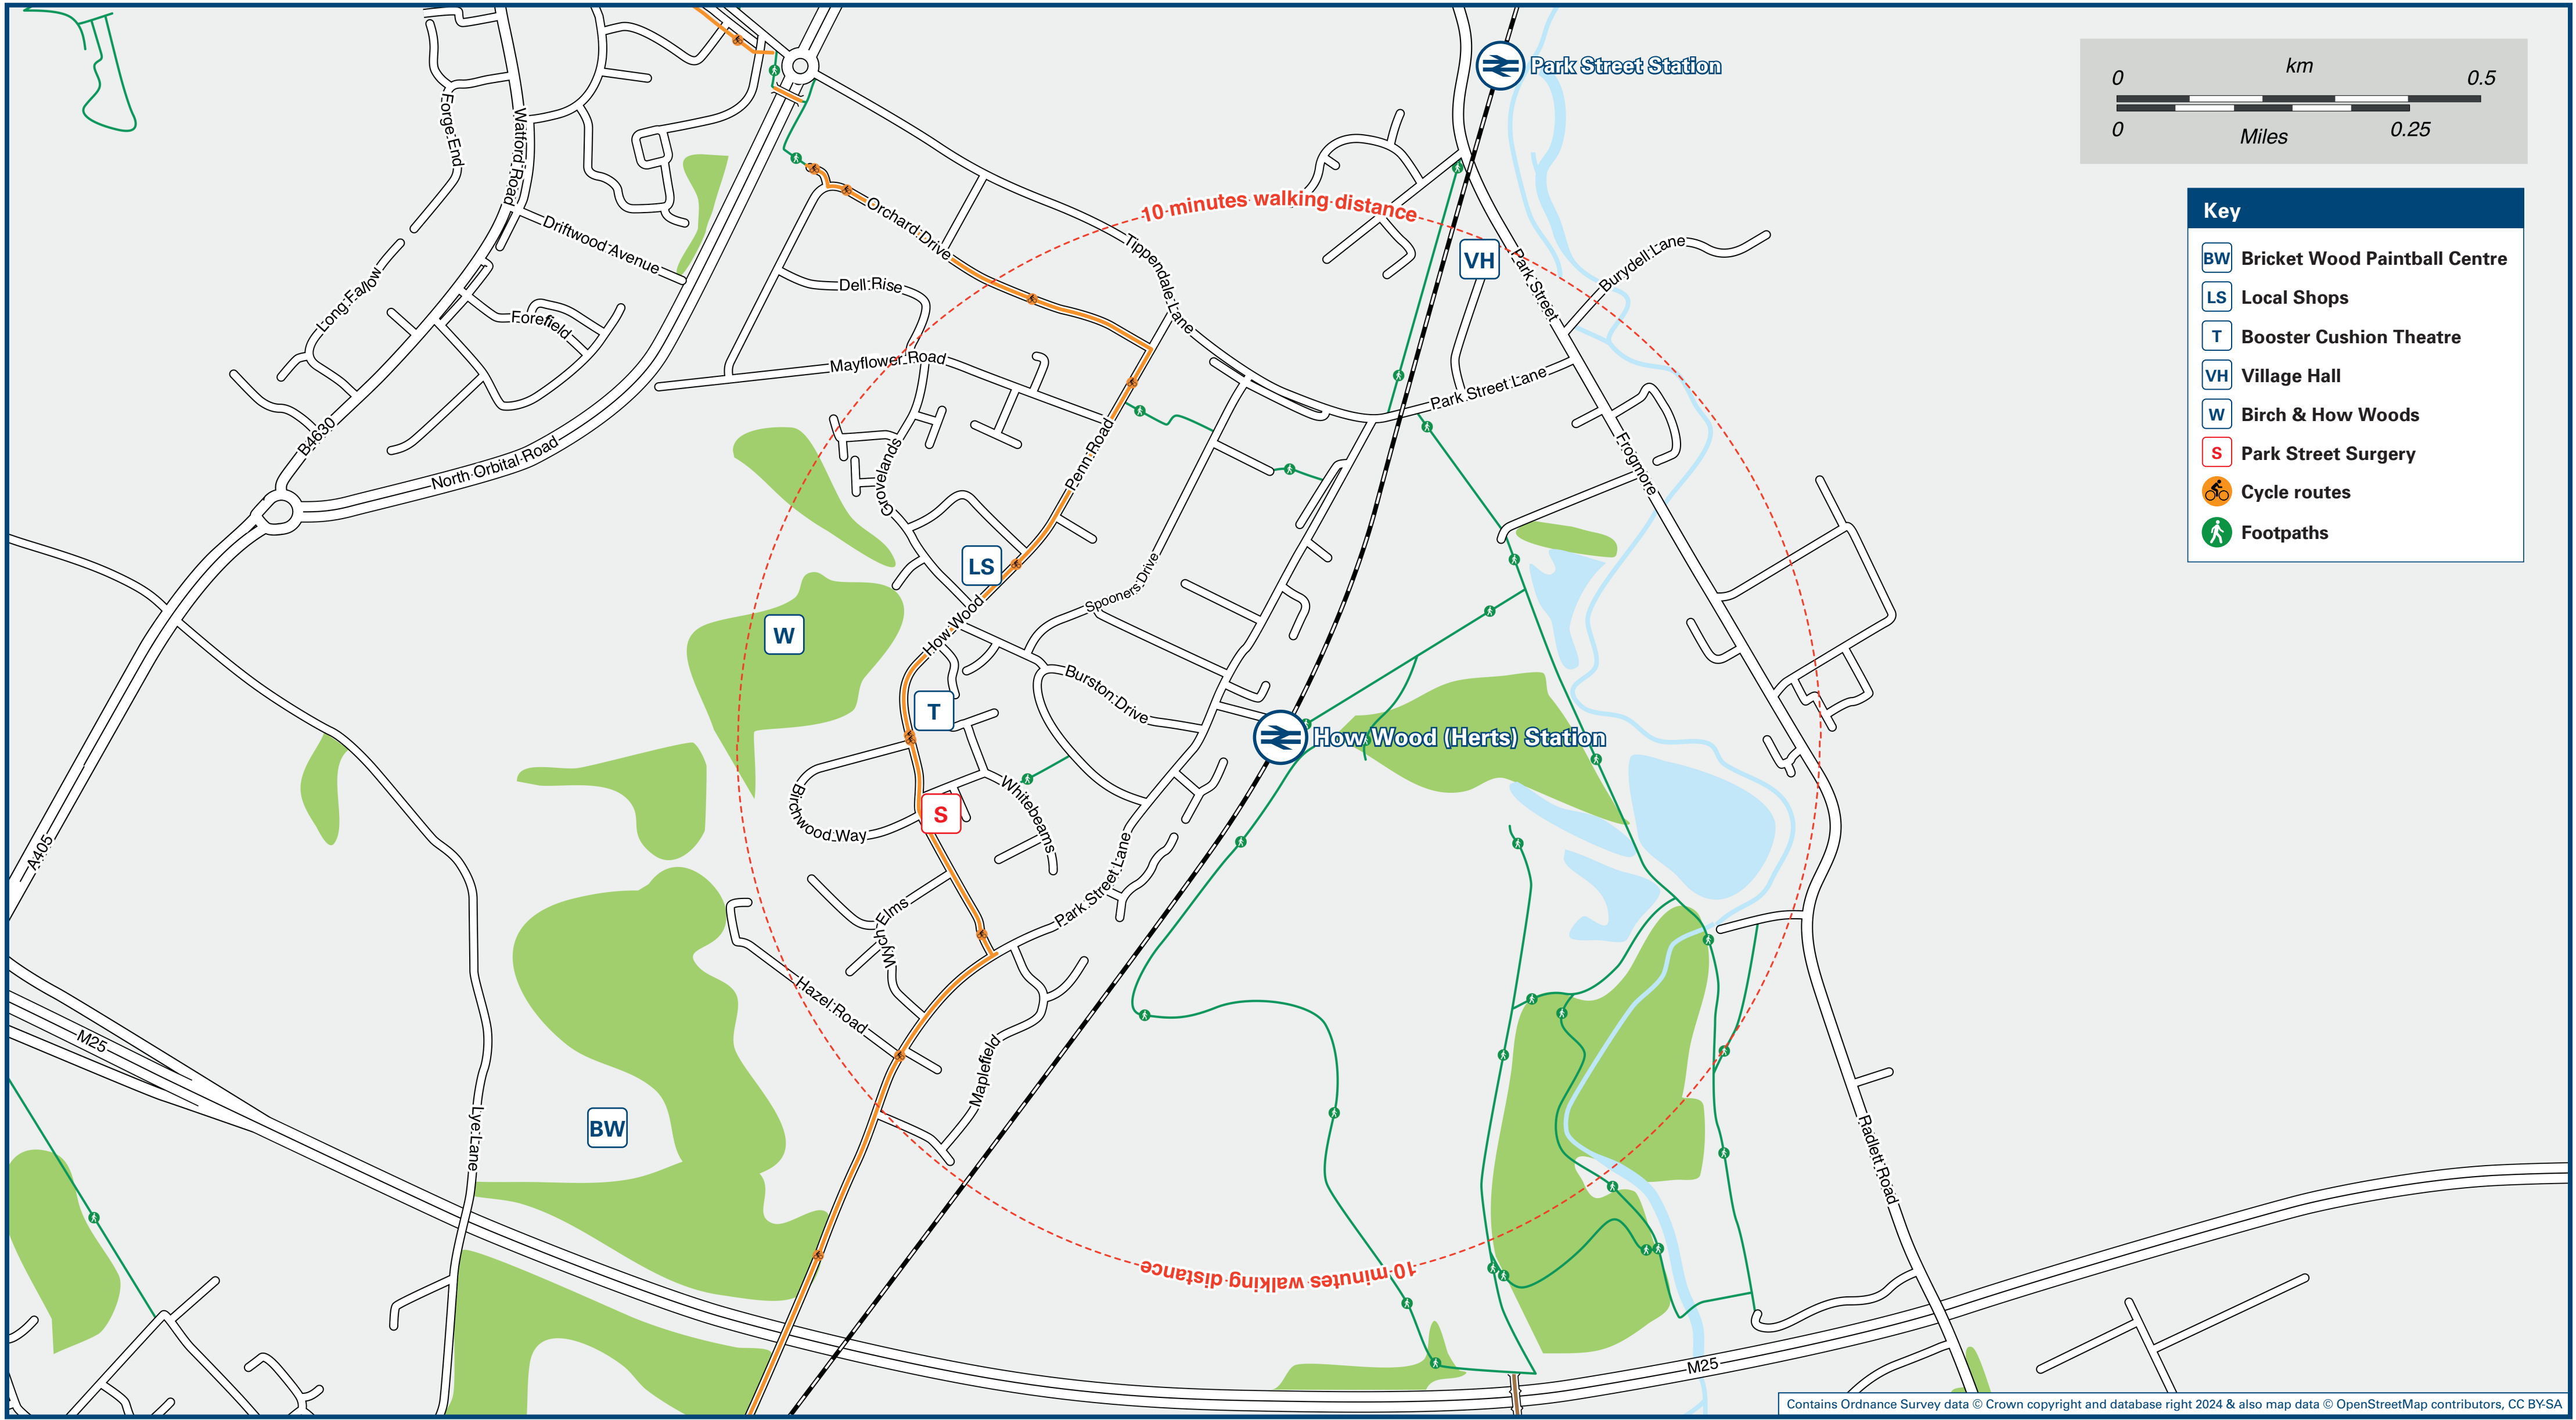 Park Street Station
km
0
0.5
0
0.25
Miles
Key
BW Bricket Wood Paintball Centre
LS Local Shops
T Booster Cushion Theatre
VH Village Hall
W Birch & How Woods
S Park Street Surgery
Cycle routes
Footpaths
Forge End
Watford Road
Driftwood Avenue
Long Fallow
Forefield
B4630
North Orbital Road
Orchard Drive
10 minutes walking distance
Tippendale Lane
VH
Park Street
Burydell Lane
Dell Rise
Mayflower Road
Park Street Lane
Penn Road
Grovelands
Frogmore
LS
Spooners Drive
How Wood
W
Burston Drive
T
How Wood (Herts) Station
Birchwood Way
S
Whitebeams
A405
Park Street Lane
Wych Elms
Hazel Road
M25
Maplefield
BW
Lye Lane
Radlett Road
10 minutes walking distance
M25
Contains Ordnance Survey data © Crown copyright and database right 2024 & also map data © OpenStreetMap contributors, CC BY-SA